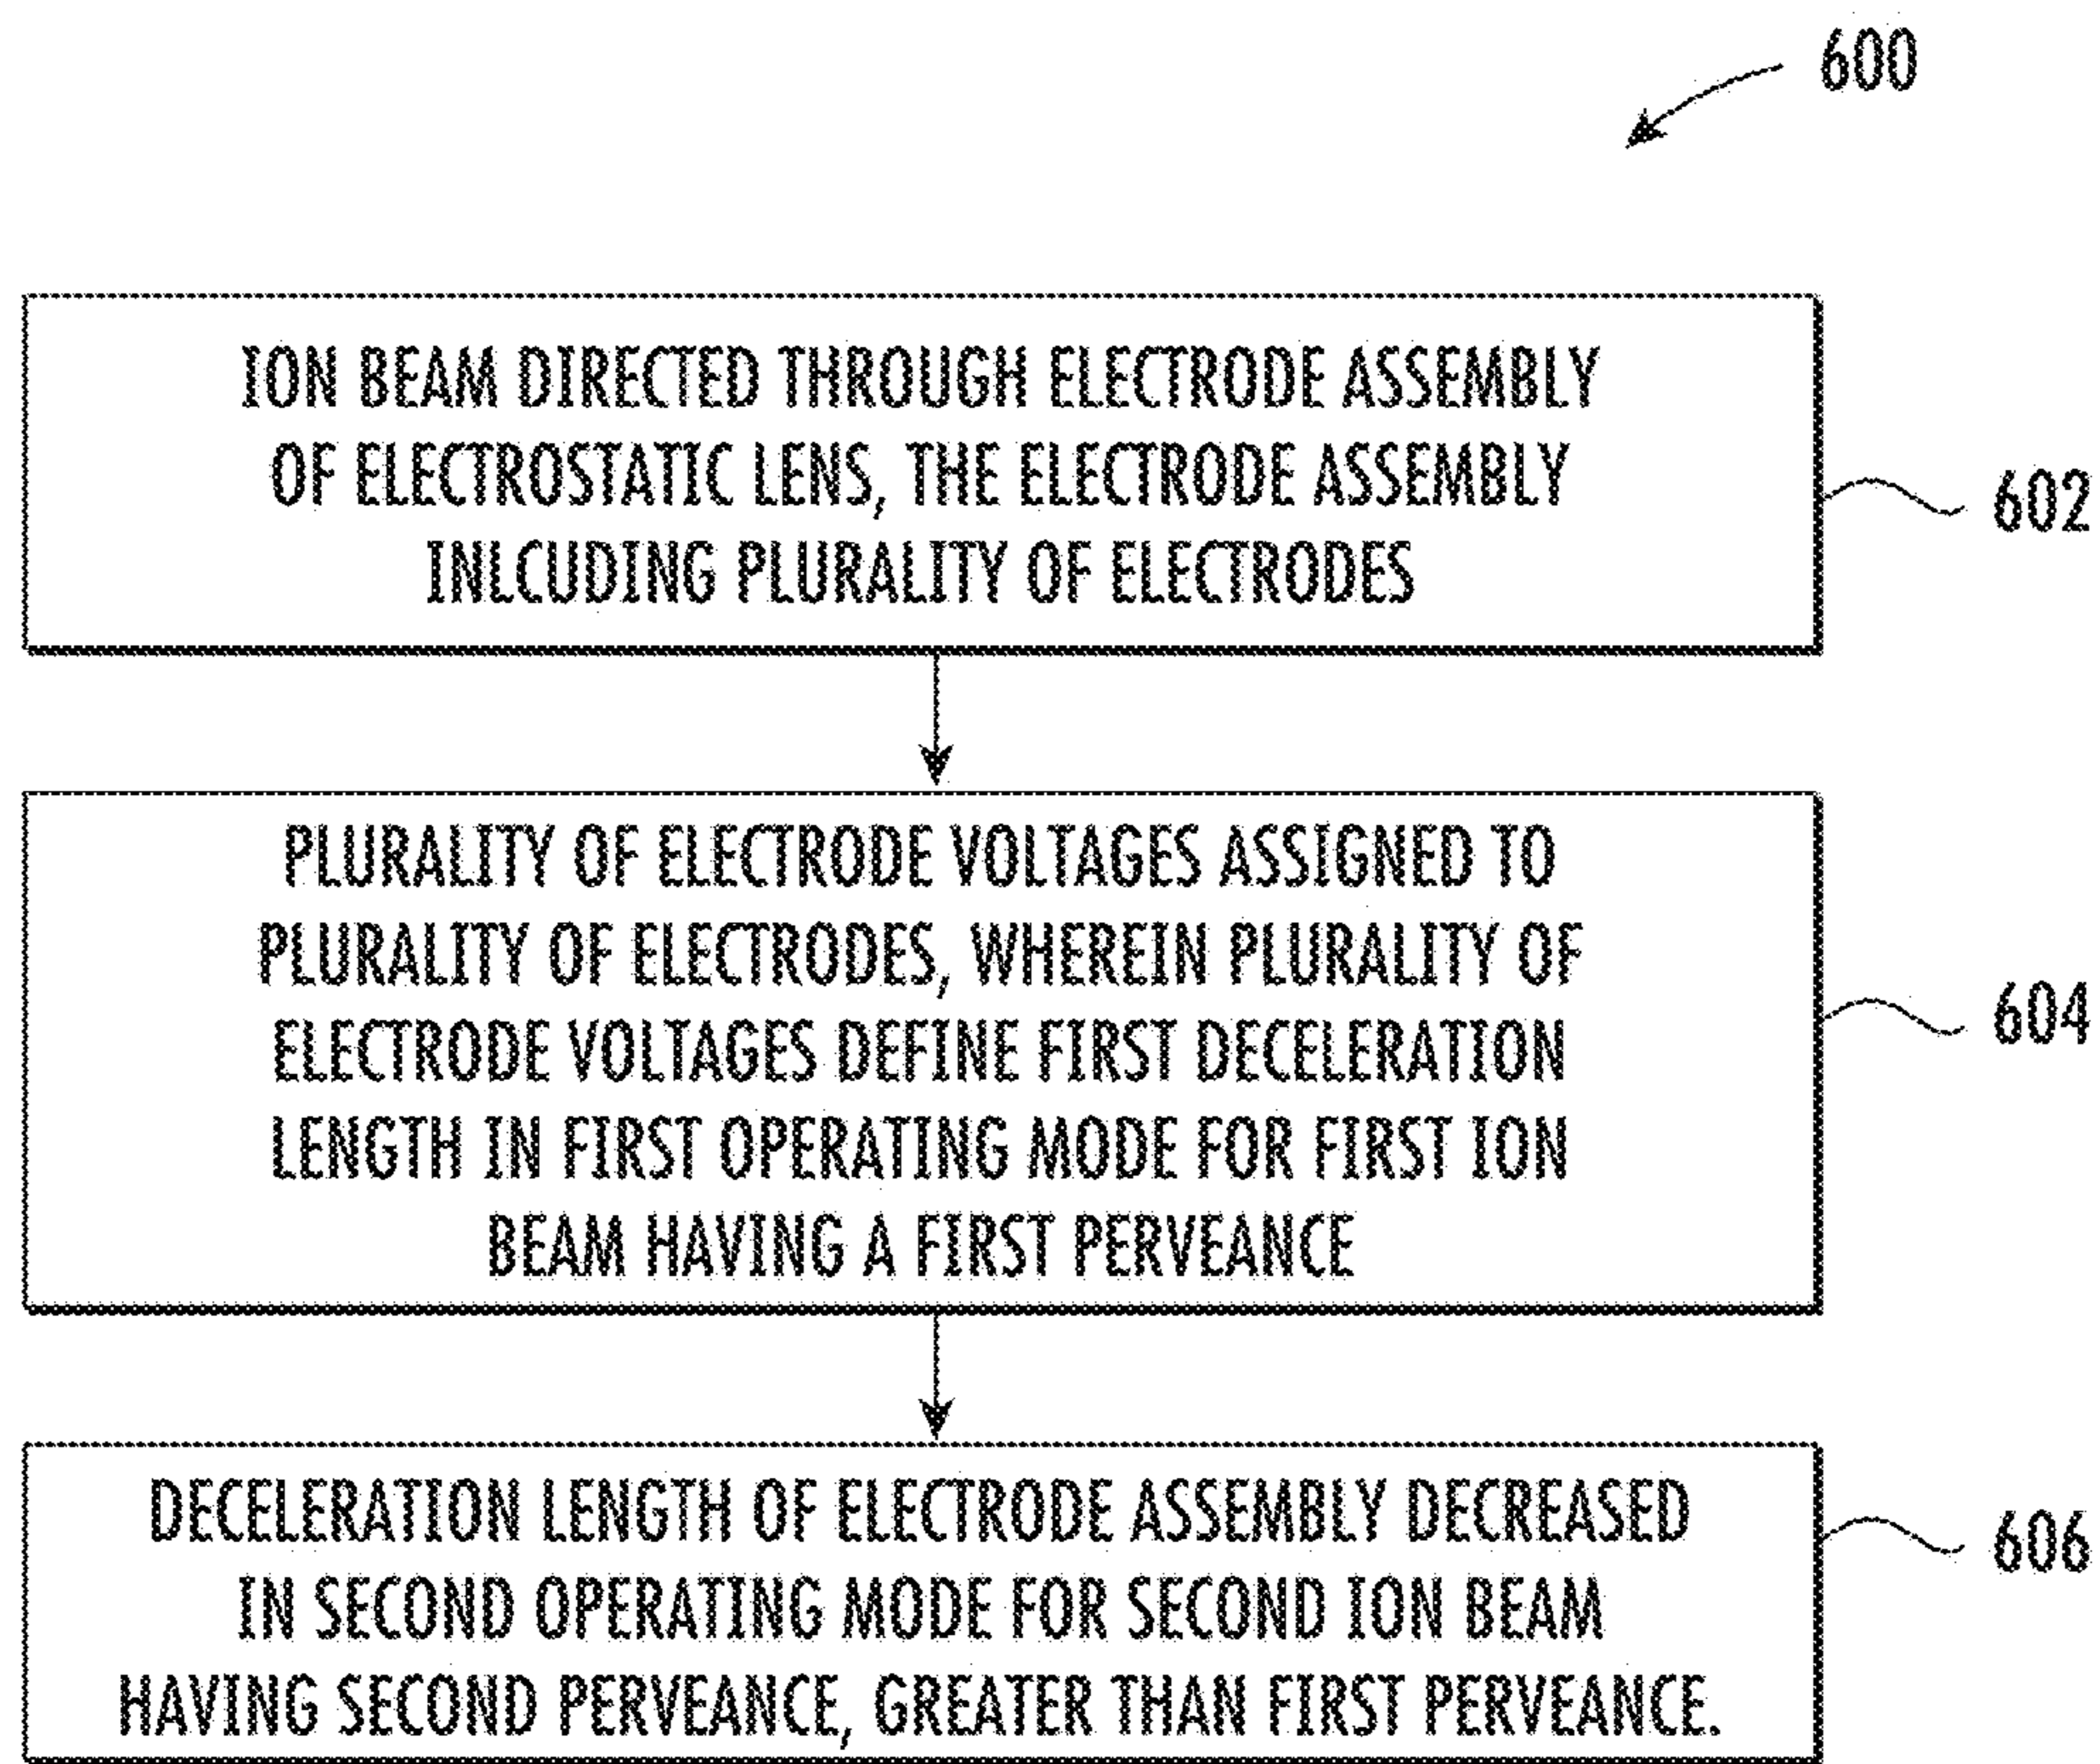 600
ION BEAM DIRECTED THROUGH ELECTRODE ASSEMBLY
OF ELECTROSTATIC LENS, THE ELECTRODE ASSEMBLY
INLCUDING PLURALITY OF ELECTRODES
602
PLURALITY OF ELECTRODE VOLTAGES ASSIGNED TO
PLURALITY OF ELECTRODES, WHEREIN PLURALITY OF
ELECTRODE VOLTAGES DEFINE FIRST DECELERATION
LENGTH IN FIRST OPERATING MODE FOR FIRST ION
BEAM HAVING A FIRST PERVEANCE
604
DECELERATION LENGTH OF ELECTRODE ASSEMBLY DECREASED
IN SECOND OPERATING MODE FOR SECOND ION BEAM
HAVING SECOND PERVEANCE, GREATER THAN FIRST PERVEANCE.
606